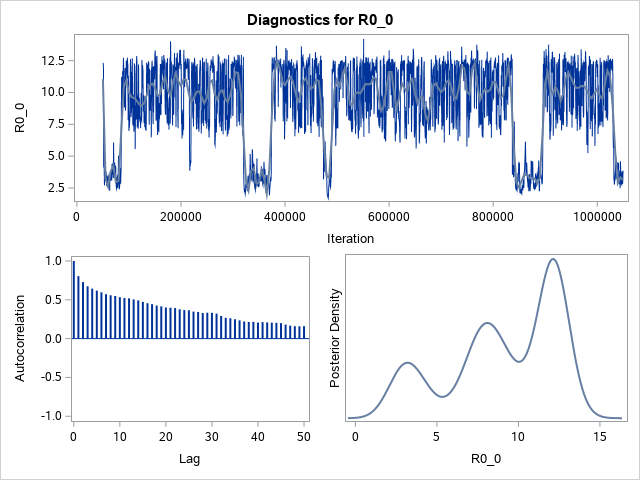 Diagnostics for R0_0
R0_0
12.5
10.0
7.5
5.0
2.5
0 200000 400000 600000 800000 1000000
Iteration
Autocorrelation
1.0
0.5
0.0
-0.5
-1.0
0 10 20 30 40 50
Lag
Posterior Density
0 5 10 15
R0_0